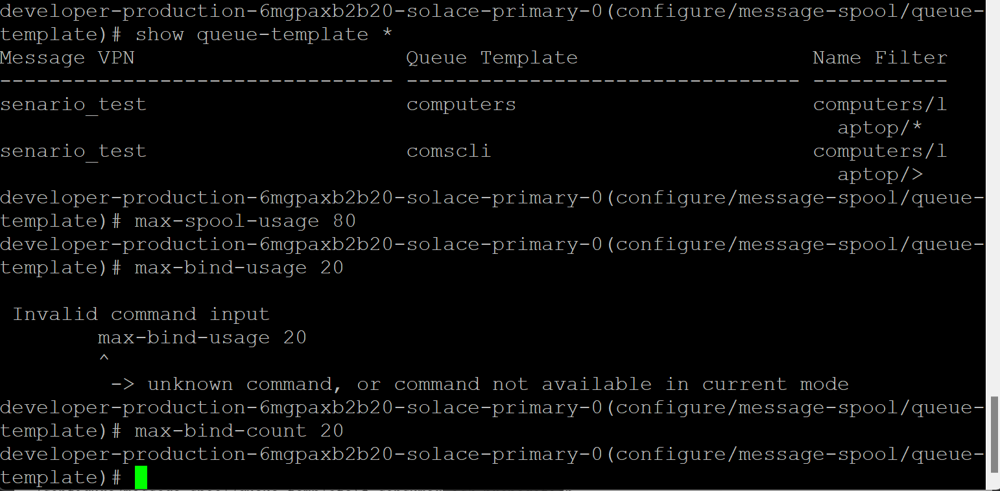 developer-production-6mgpaxb2b20-solace-primary-0(configure/message-spool/queue-
template)# show queue-template *
Message VPN                      Queue Template                   Name Filter
-------------------------------- -------------------------------- -----------
senario_test                     computers                        computers/l
                                                                    aptop/*
senario_test                     comscli                          computers/l
                                                                    aptop/>
developer-production-6mgpaxb2b20-solace-primary-0(configure/message-spool/queue-
template)# max-spool-usage 80
developer-production-6mgpaxb2b20-solace-primary-0(configure/message-spool/queue-
template)# max-bind-usage 20
 Invalid command input
        max-bind-usage 20
        ^
         -> unknown command, or command not available in current mode
developer-production-6mgpaxb2b20-solace-primary-0(configure/message-spool/queue-
template)# max-bind-count 20
developer-production-6mgpaxb2b20-solace-primary-0(configure/message-spool/queue-
template)#